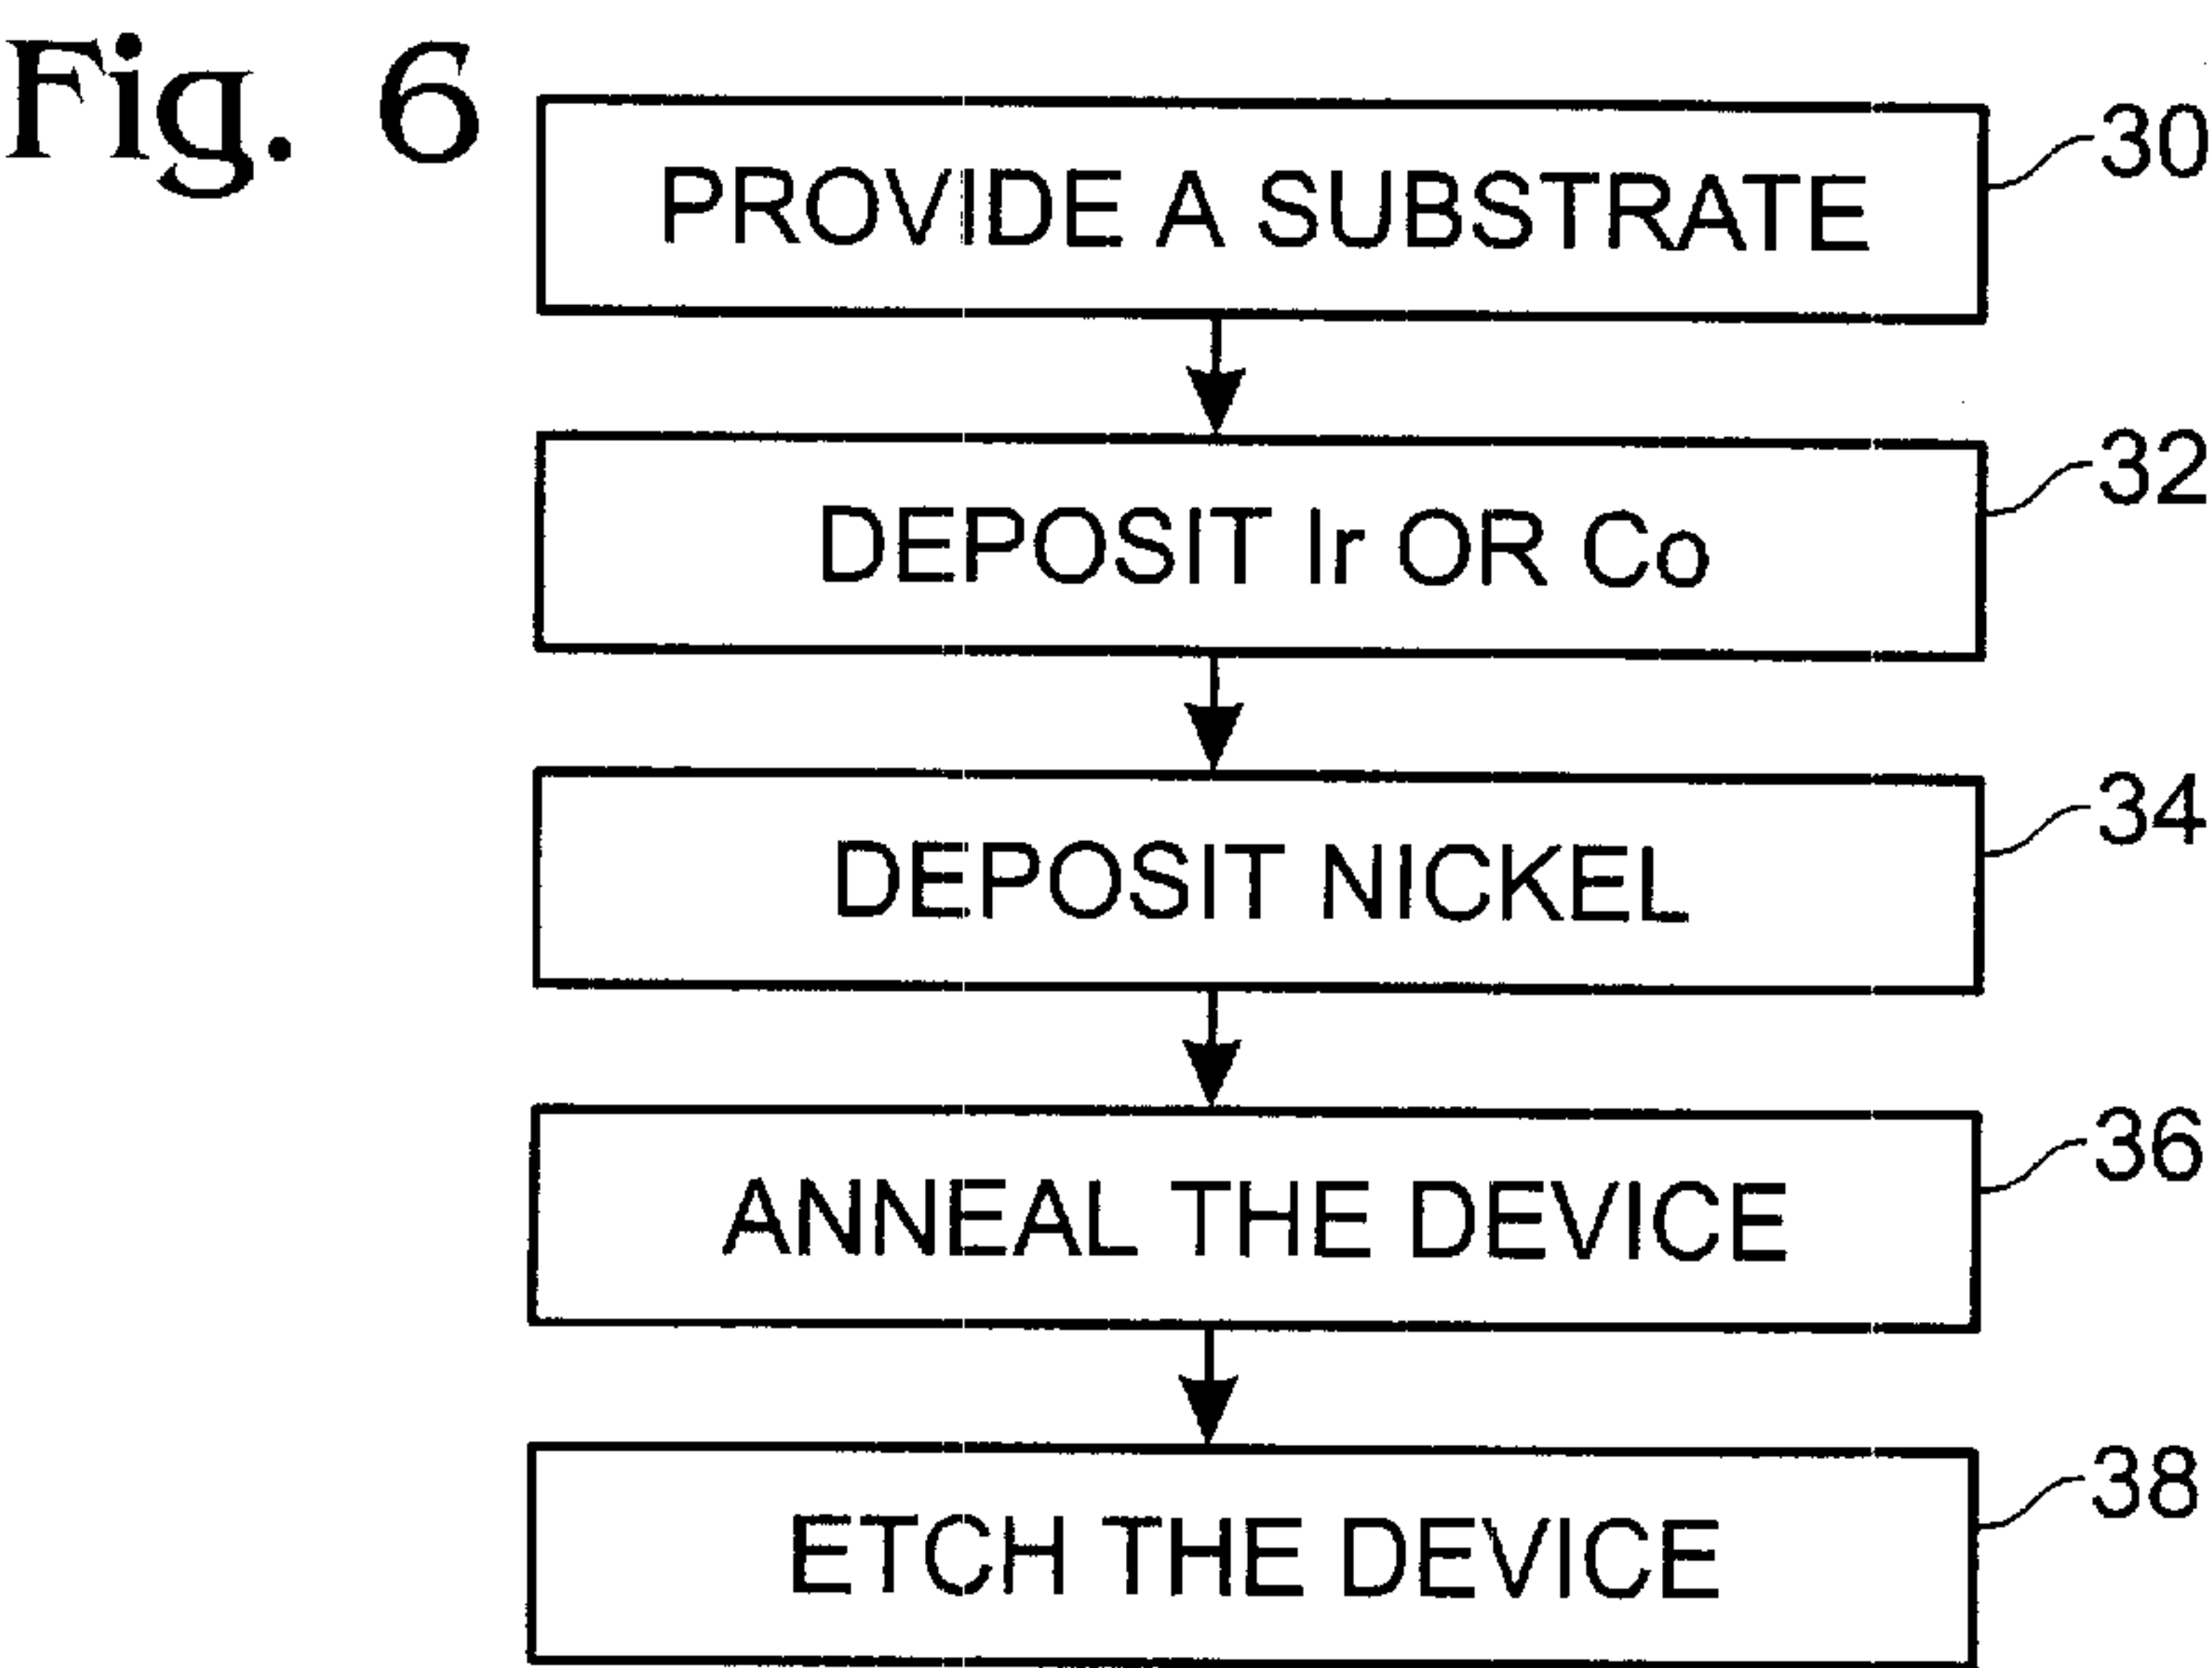 Fig. 6
PROVIDE A SUBSTRATE
30
DEPOSIT Ir OR Co
32
DEPOSIT NICKEL
34
ANNEAL THE DEVICE
36
ETCH THE DEVICE
38